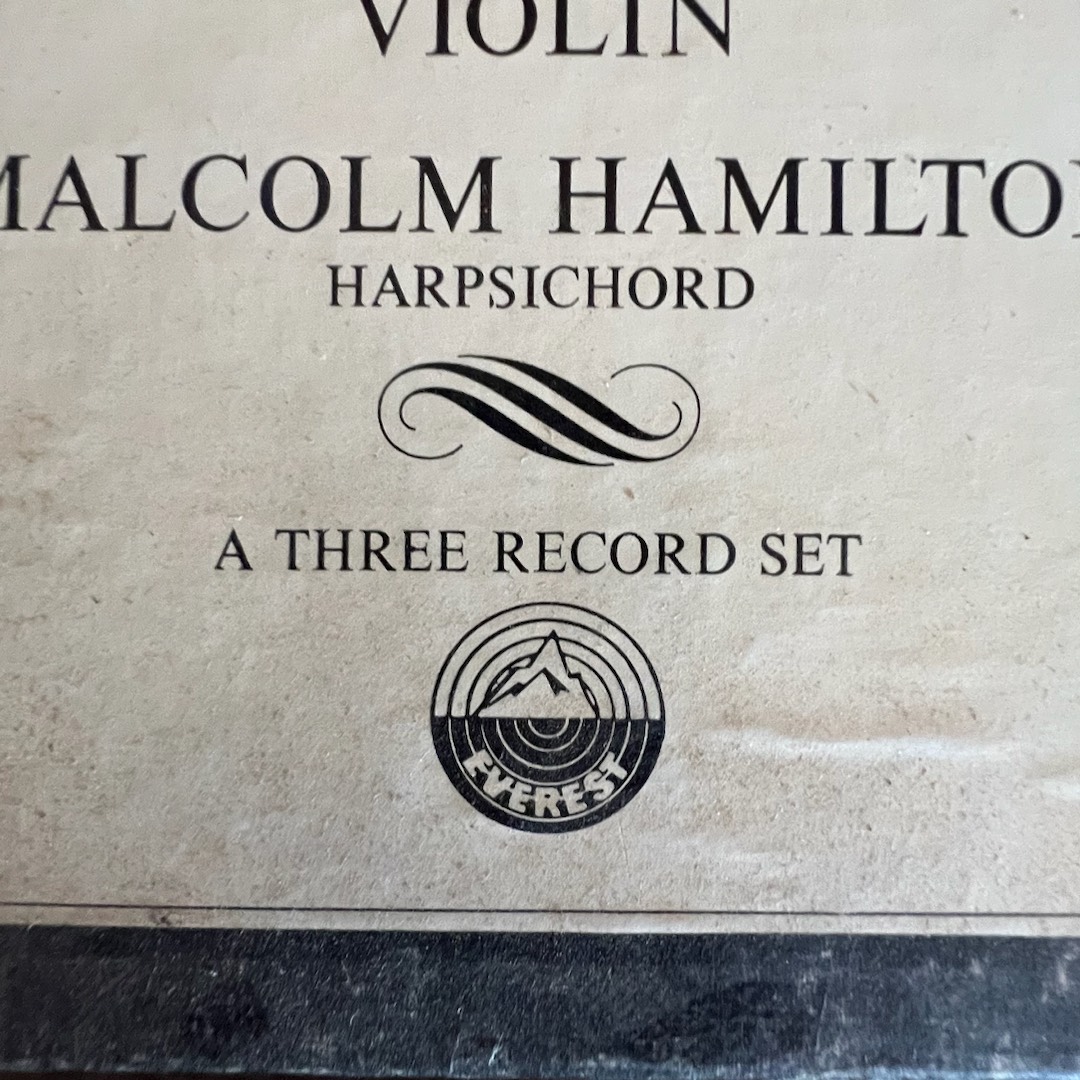 VIOLIN
MALCOLM HAMILTON
HARPSICHORD
A THREE RECORD SET
EVEREST